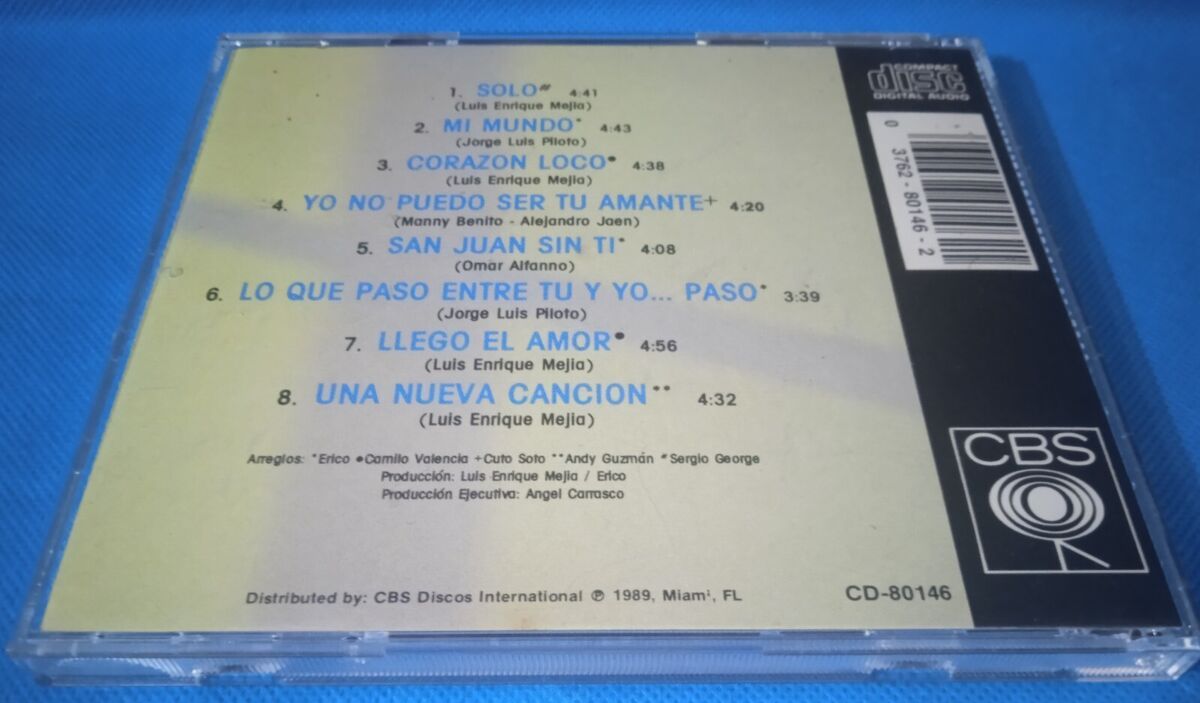 1. SOLO# 4:41
(Luis Enrique Mejia)
2. MI MUNDO* 4:43
(Jorge Luis Piloto)
3. CORAZON LOCO• 4:38
(Luis Enrique Mejia)
4. YO NO PUEDO SER TU AMANTE+ 4:20
(Manny Benito - Alejandro Jaen)
5. SAN JUAN SIN TI* 4:08
(Omar Alfanno)
6. LO QUE PASO ENTRE TU Y YO... PASO* 3:39
(Jorge Luis Piloto)
7. LLEGO EL AMOR• 4:56
(Luis Enrique Mejia)
8. UNA NUEVA CANCION** 4:32
(Luis Enrique Mejia)
Arreglos: *Erico •Camilo Valencia +Cuto Soto **Andy Guzmán #Sergio George
Producción: Luis Enrique Mejia / Erico
Producción Ejecutiva: Angel Carrasco
Distributed by: CBS Discos International ℗ 1989, Miami, FL
CD-80146
COMPACT
disc
DIGITAL AUDIO
0 3762-80146-2
CBS